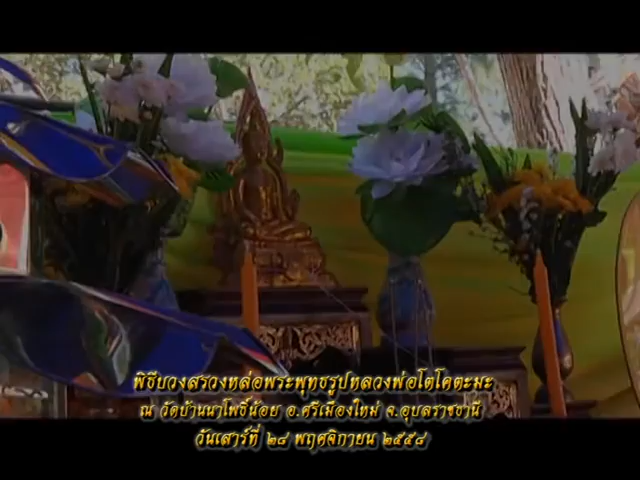 พิธีบวงสรวงหล่อพระพุทธรูปหลวงพ่อโตโคตะมะ
ณ วัดบ้านนาโพธิ์น้อย อ.ศรีเมืองใหม่ จ.อุบลราชธานี
วันเสาร์ที่ ๒๘ พฤศจิกายน ๒๕๕๘